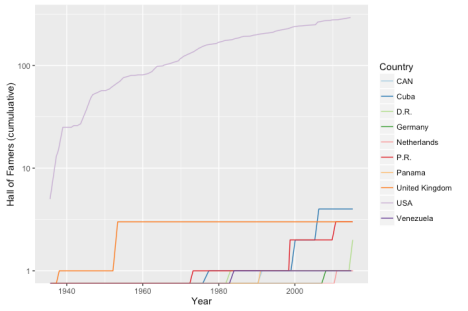 Hall of Famers (cumuluative)
100
10
1
1940
1960
1980
2000
Year
Country
CAN
Cuba
D.R.
Germany
Netherlands
P.R.
Panama
United Kingdom
USA
Venezuela